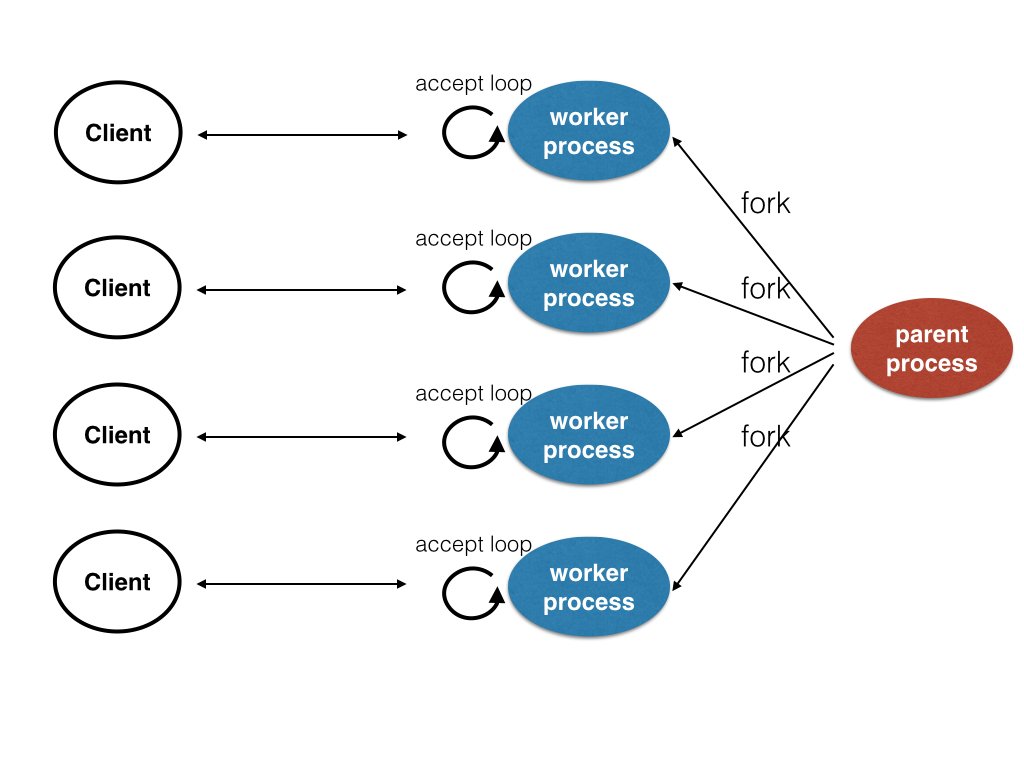 accept loop
Client
worker
process
fork
accept loop
Client
worker
process
fork
parent
process
fork
accept loop
Client
worker
process
fork
accept loop
Client
worker
process